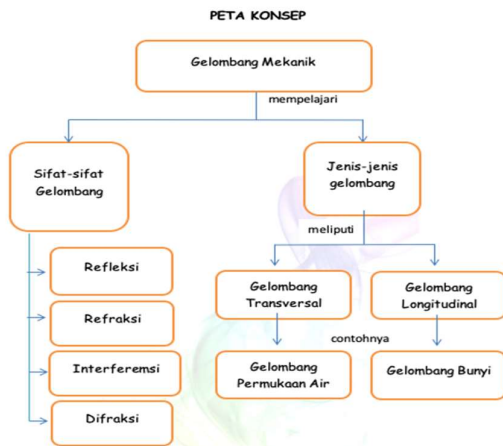 PETA KONSEP
Gelombang Mekanik
mempelajari
Sifat-sifat
Gelombang
Jenis-jenis
gelombang
meliputi
Refleksi
Refraksi
Interferemsi
Difraksi
Gelombang
Transversal
Gelombang
Longitudinal
contohnya
Gelombang
Permukaan Air
Gelombang Bunyi